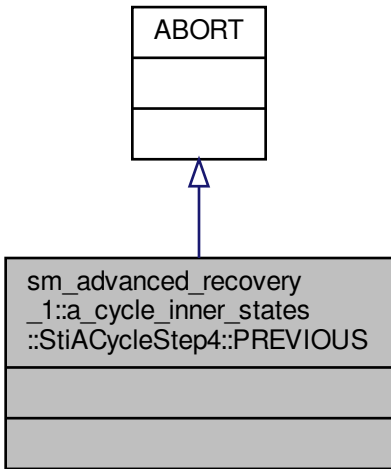 ABORT
sm_advanced_recovery
_1::a_cycle_inner_states
::StiACycleStep4::PREVIOUS